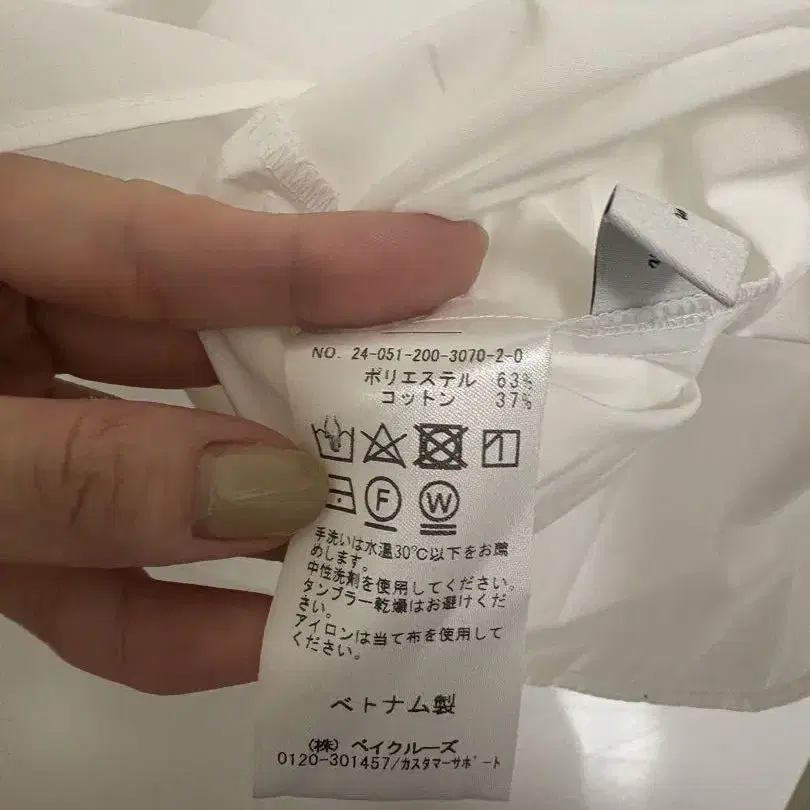 NO. 24-051-200-3070-2-0
ポリエステル 63%
コットン 37%
F
W
手洗いは水温30℃以下をお薦
めします。
中性洗剤を使用してください。
タンブラー乾燥はお避けくだ
さい。
アイロンは当て布を使用して
ください。
ベトナム製
(株) ベイクルーズ
0120-301457/カスタマーサポート